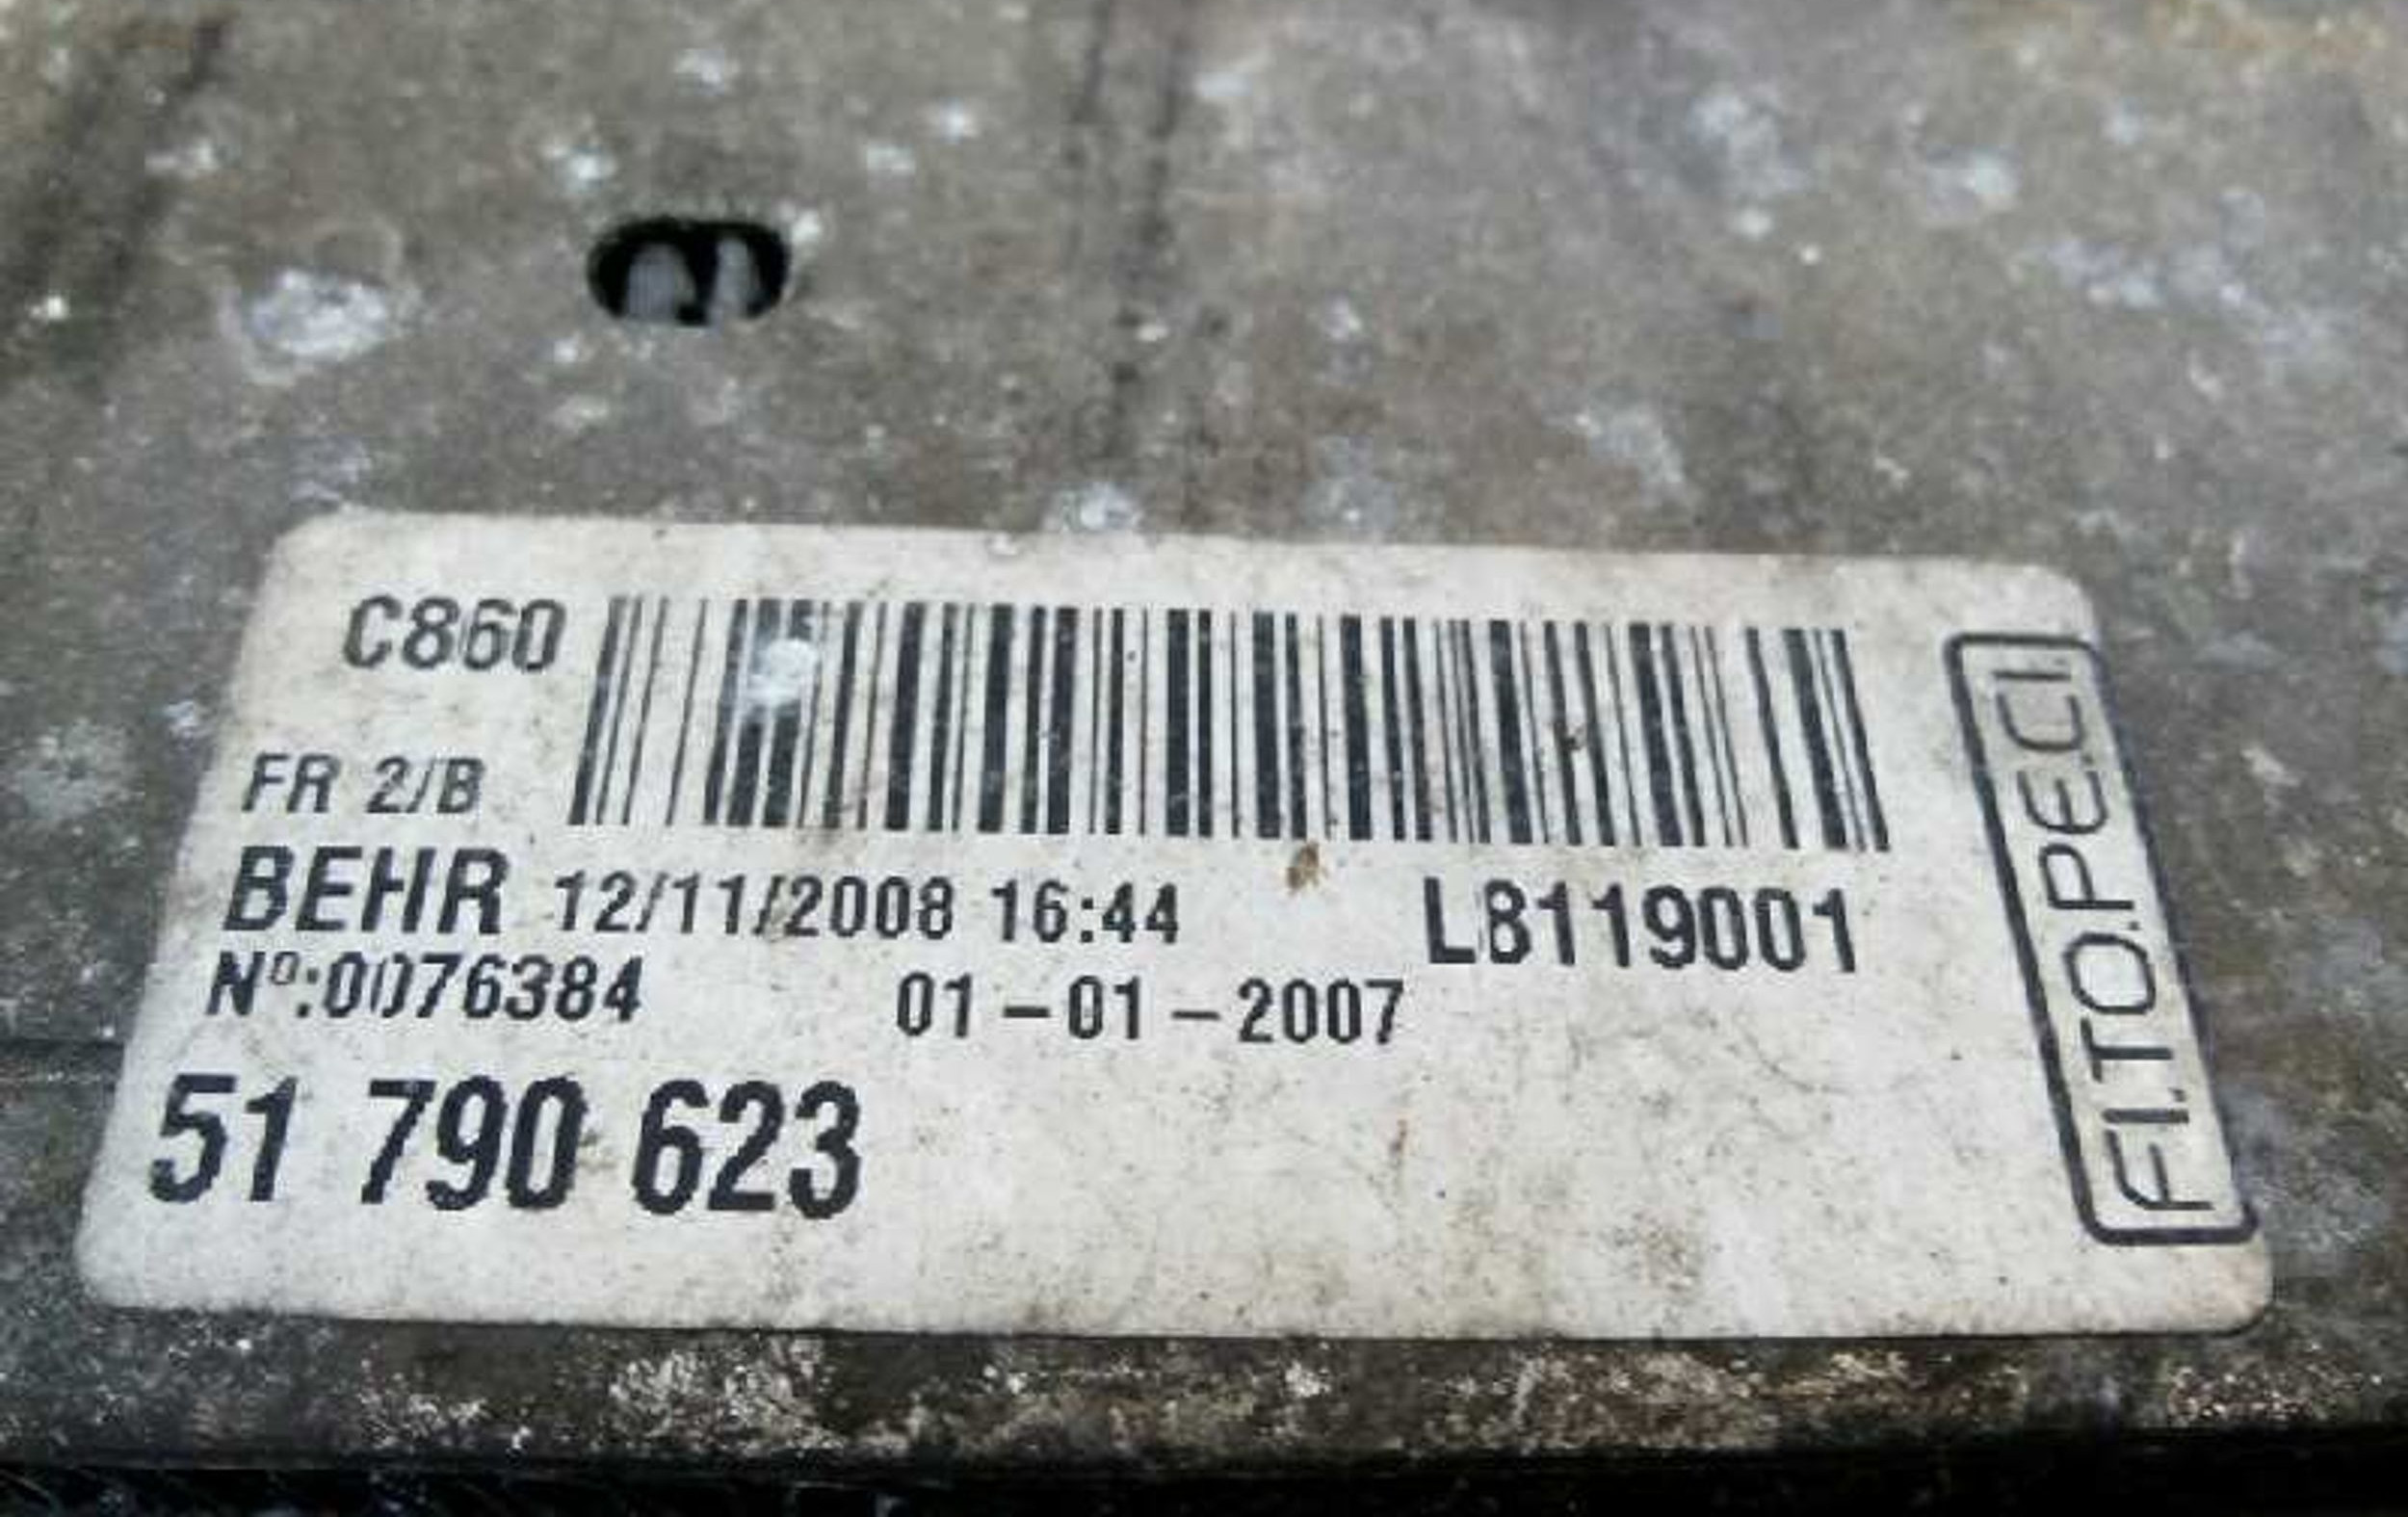 C860
FR 2/B
BEHR 12/11/2008 16:44 L8119001
Nº:0076384 01-01-2007
51 790 623
FI.TO.PE.CI.